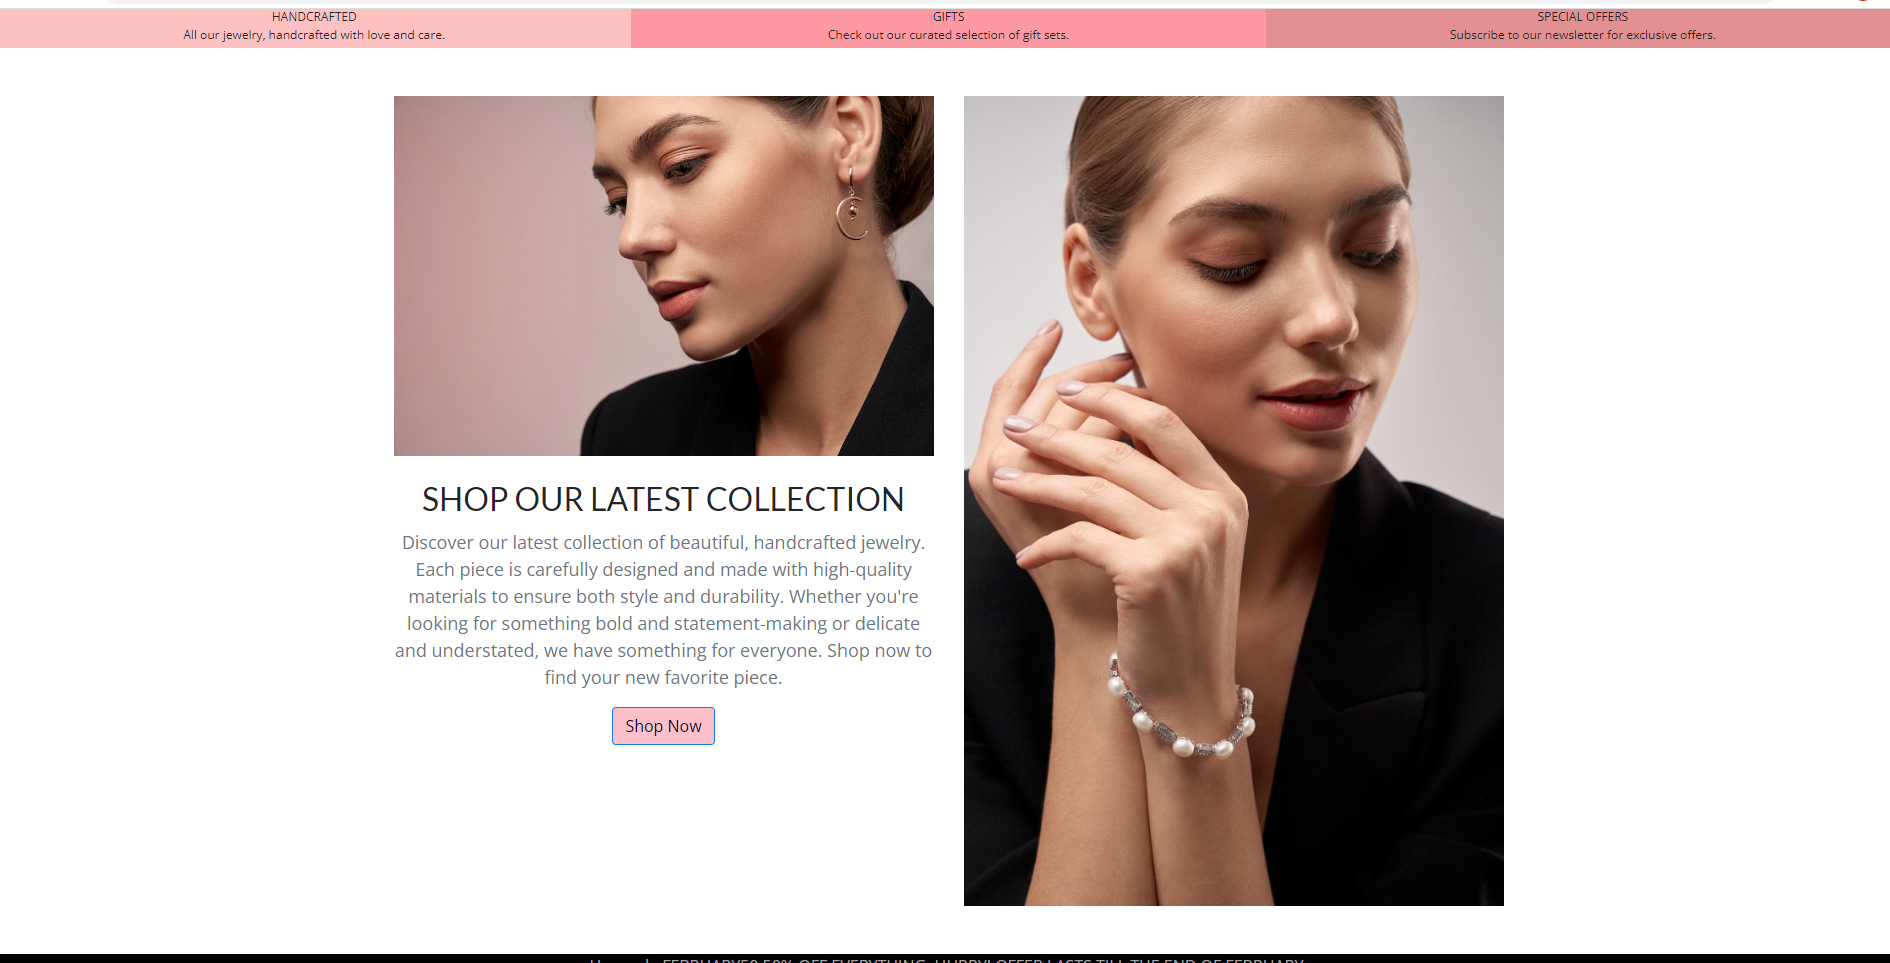 HANDCRAFTED
All our jewelry, handcrafted with love and care.
GIFTS
Check out our curated selection of gift sets.
SPECIAL OFFERS
Subscribe to our newsletter for exclusive offers.
SHOP OUR LATEST COLLECTION
Discover our latest collection of beautiful, handcrafted jewelry.
Each piece is carefully designed and made with high-quality
materials to ensure both style and durability. Whether you're
looking for something bold and statement-making or delicate
and understated, we have something for everyone. Shop now to
find your new favorite piece.
Shop Now
FEBRUARY50 50% OFF EVERYTHING, HURRY! OFFER LASTS TILL THE END OF FEBRUARY